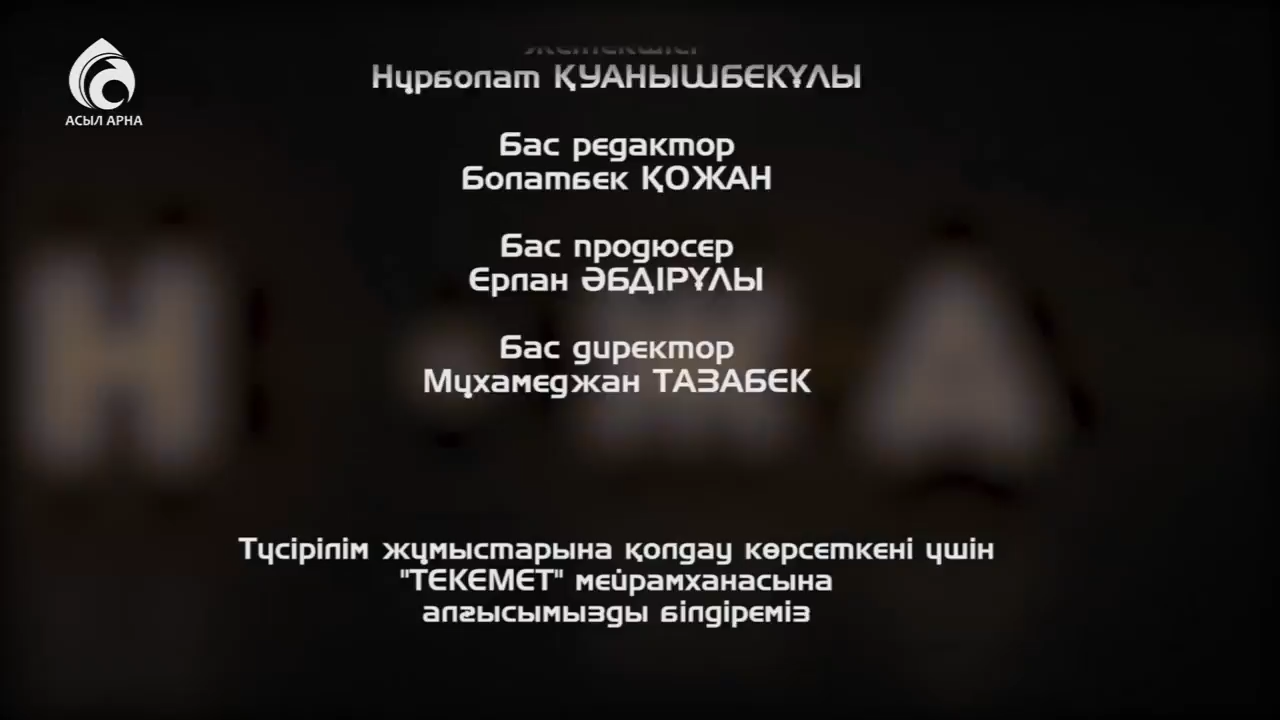 АСЫЛ АРНА
жетекшісі
Нұрболат ҚУАНЫШБЕКҰЛЫ
Бас редактор
Болатбек ҚОЖАН
Бас продюсер
Ерлан ӘБДІРҰЛЫ
Бас директор
Мұхамеджан ТАЗАБЕК
Түсірілім жұмыстарына қолдау көрсеткені үшін
"ТЕКЕМЕТ" мейрамханасына
алғысымызды білдіреміз